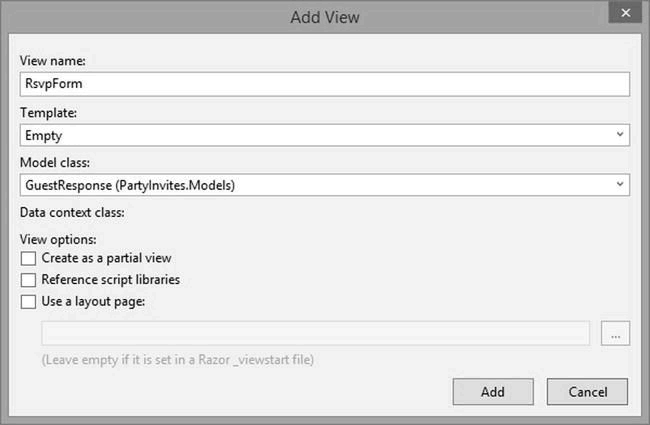 Add View
View name:
RsvpForm
Template:
Empty
Model class:
GuestResponse (PartyInvites.Models)
Data context class:
View options:
Create as a partial view
Reference script libraries
Use a layout page:
...
(Leave empty if it is set in a Razor _viewstart file)
Add
Cancel